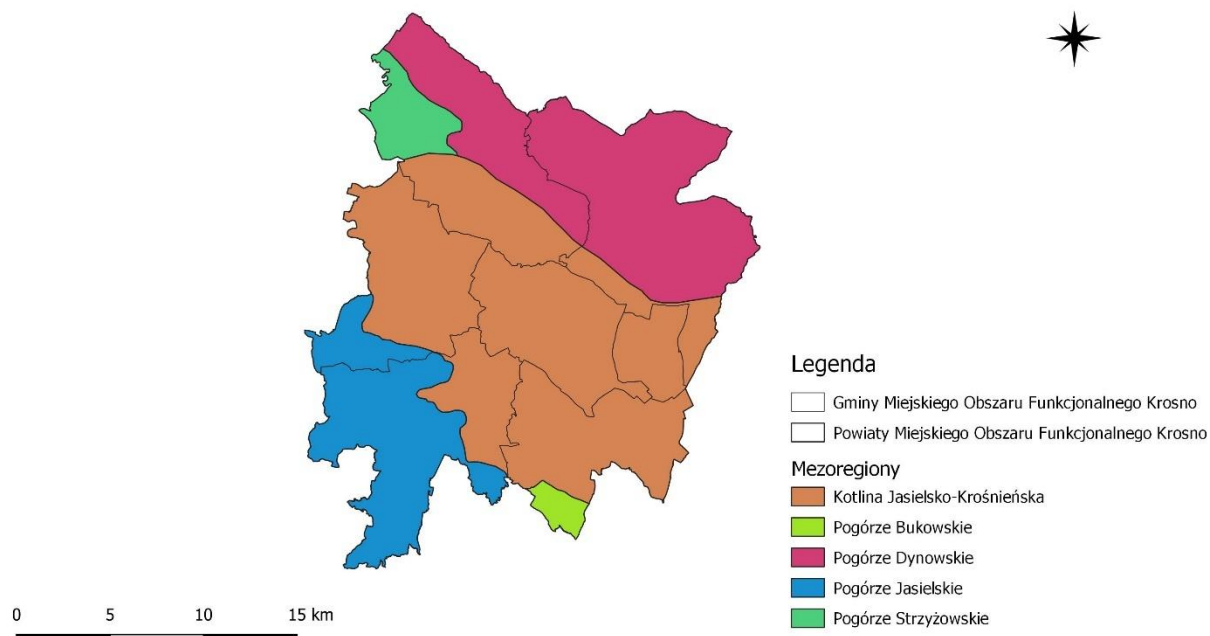 Legenda
Gminy Miejskiego Obszaru Funkcjonalnego Krosno
Powiaty Miejskiego Obszaru Funkcjonalnego Krosno
Mezoregiony
Kotlina Jasielsko-Krośnieńska
Pogórze Bukowskie
Pogórze Dynowskie
Pogórze Jasielskie
Pogórze Strzyżowskie
0 5 10 15 km